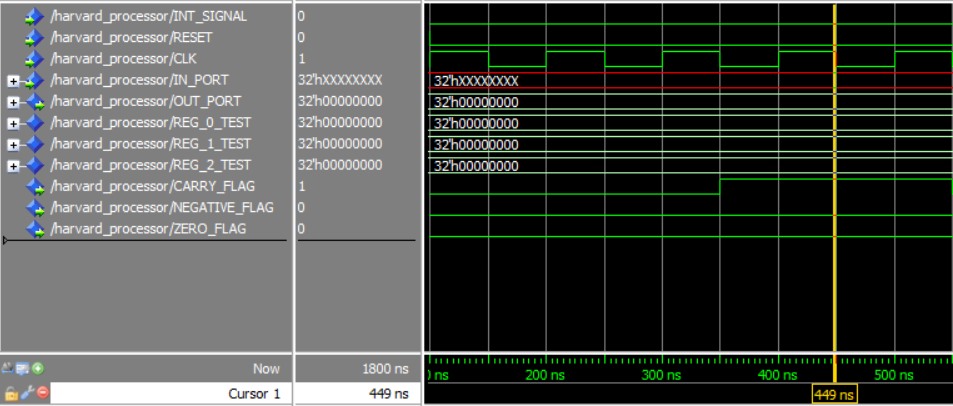 /harvard_processor/INT_SIGNAL 0
/harvard_processor/RESET 0
/harvard_processor/CLK 1
/harvard_processor/IN_PORT 32'hXXXXXXXX 32'hXXXXXXXX
/harvard_processor/OUT_PORT 32'h00000000 32'h00000000
/harvard_processor/REG_0_TEST 32'h00000000 32'h00000000
/harvard_processor/REG_1_TEST 32'h00000000 32'h00000000
/harvard_processor/REG_2_TEST 32'h00000000 32'h00000000
/harvard_processor/CARRY_FLAG 1
/harvard_processor/NEGATIVE_FLAG 0
/harvard_processor/ZERO_FLAG 0
Now 1800 ns ns 200 ns 300 ns 400 ns 500 ns
Cursor 1 449 ns 449 ns